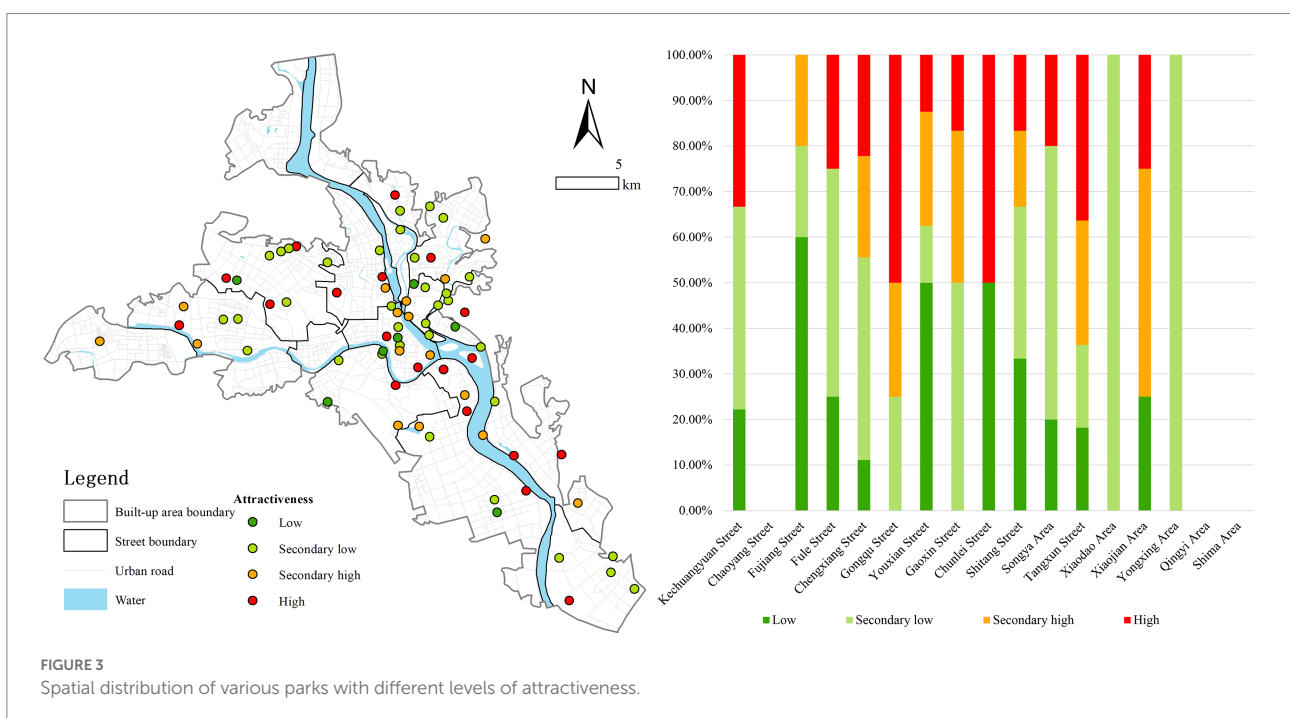 N
5
km
Legend
Built-up area boundary
Street boundary
Urban road
Water
Attractiveness
Low
Secondary low
Secondary high
High
100.00%
90.00%
80.00%
70.00%
60.00%
50.00%
40.00%
30.00%
20.00%
10.00%
0.00%
Kechuangyuan Street
Chaoyang Street
Fujiang Street
Fule Street
Chengxiang Street
Gongqu Street
Youxian Street
Gaoxin Street
Chunlei Street
Shitang Street
Songya Area
Tangxun Street
Xiaodao Area
Xiaojian Area
Yongxing Area
Qingyi Area
Shima Area
Low Secondary low Secondary high High
FIGURE 3
Spatial distribution of various parks with different levels of attractiveness.